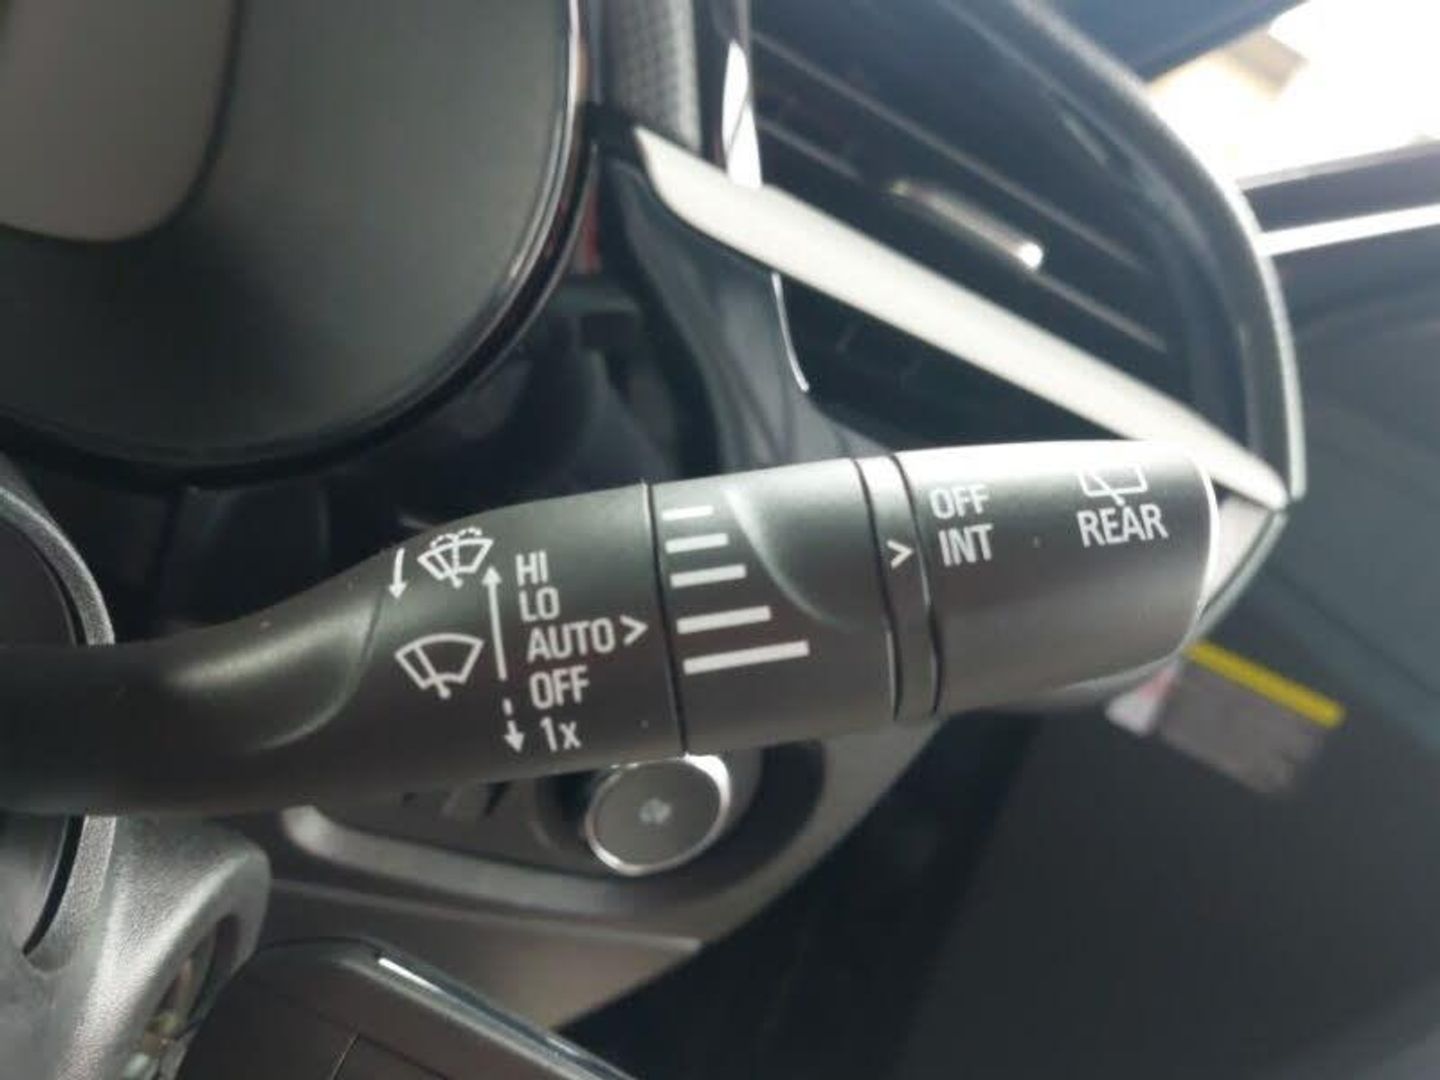 HI
LO
AUTO >
OFF
1x
>
OFF
INT
REAR